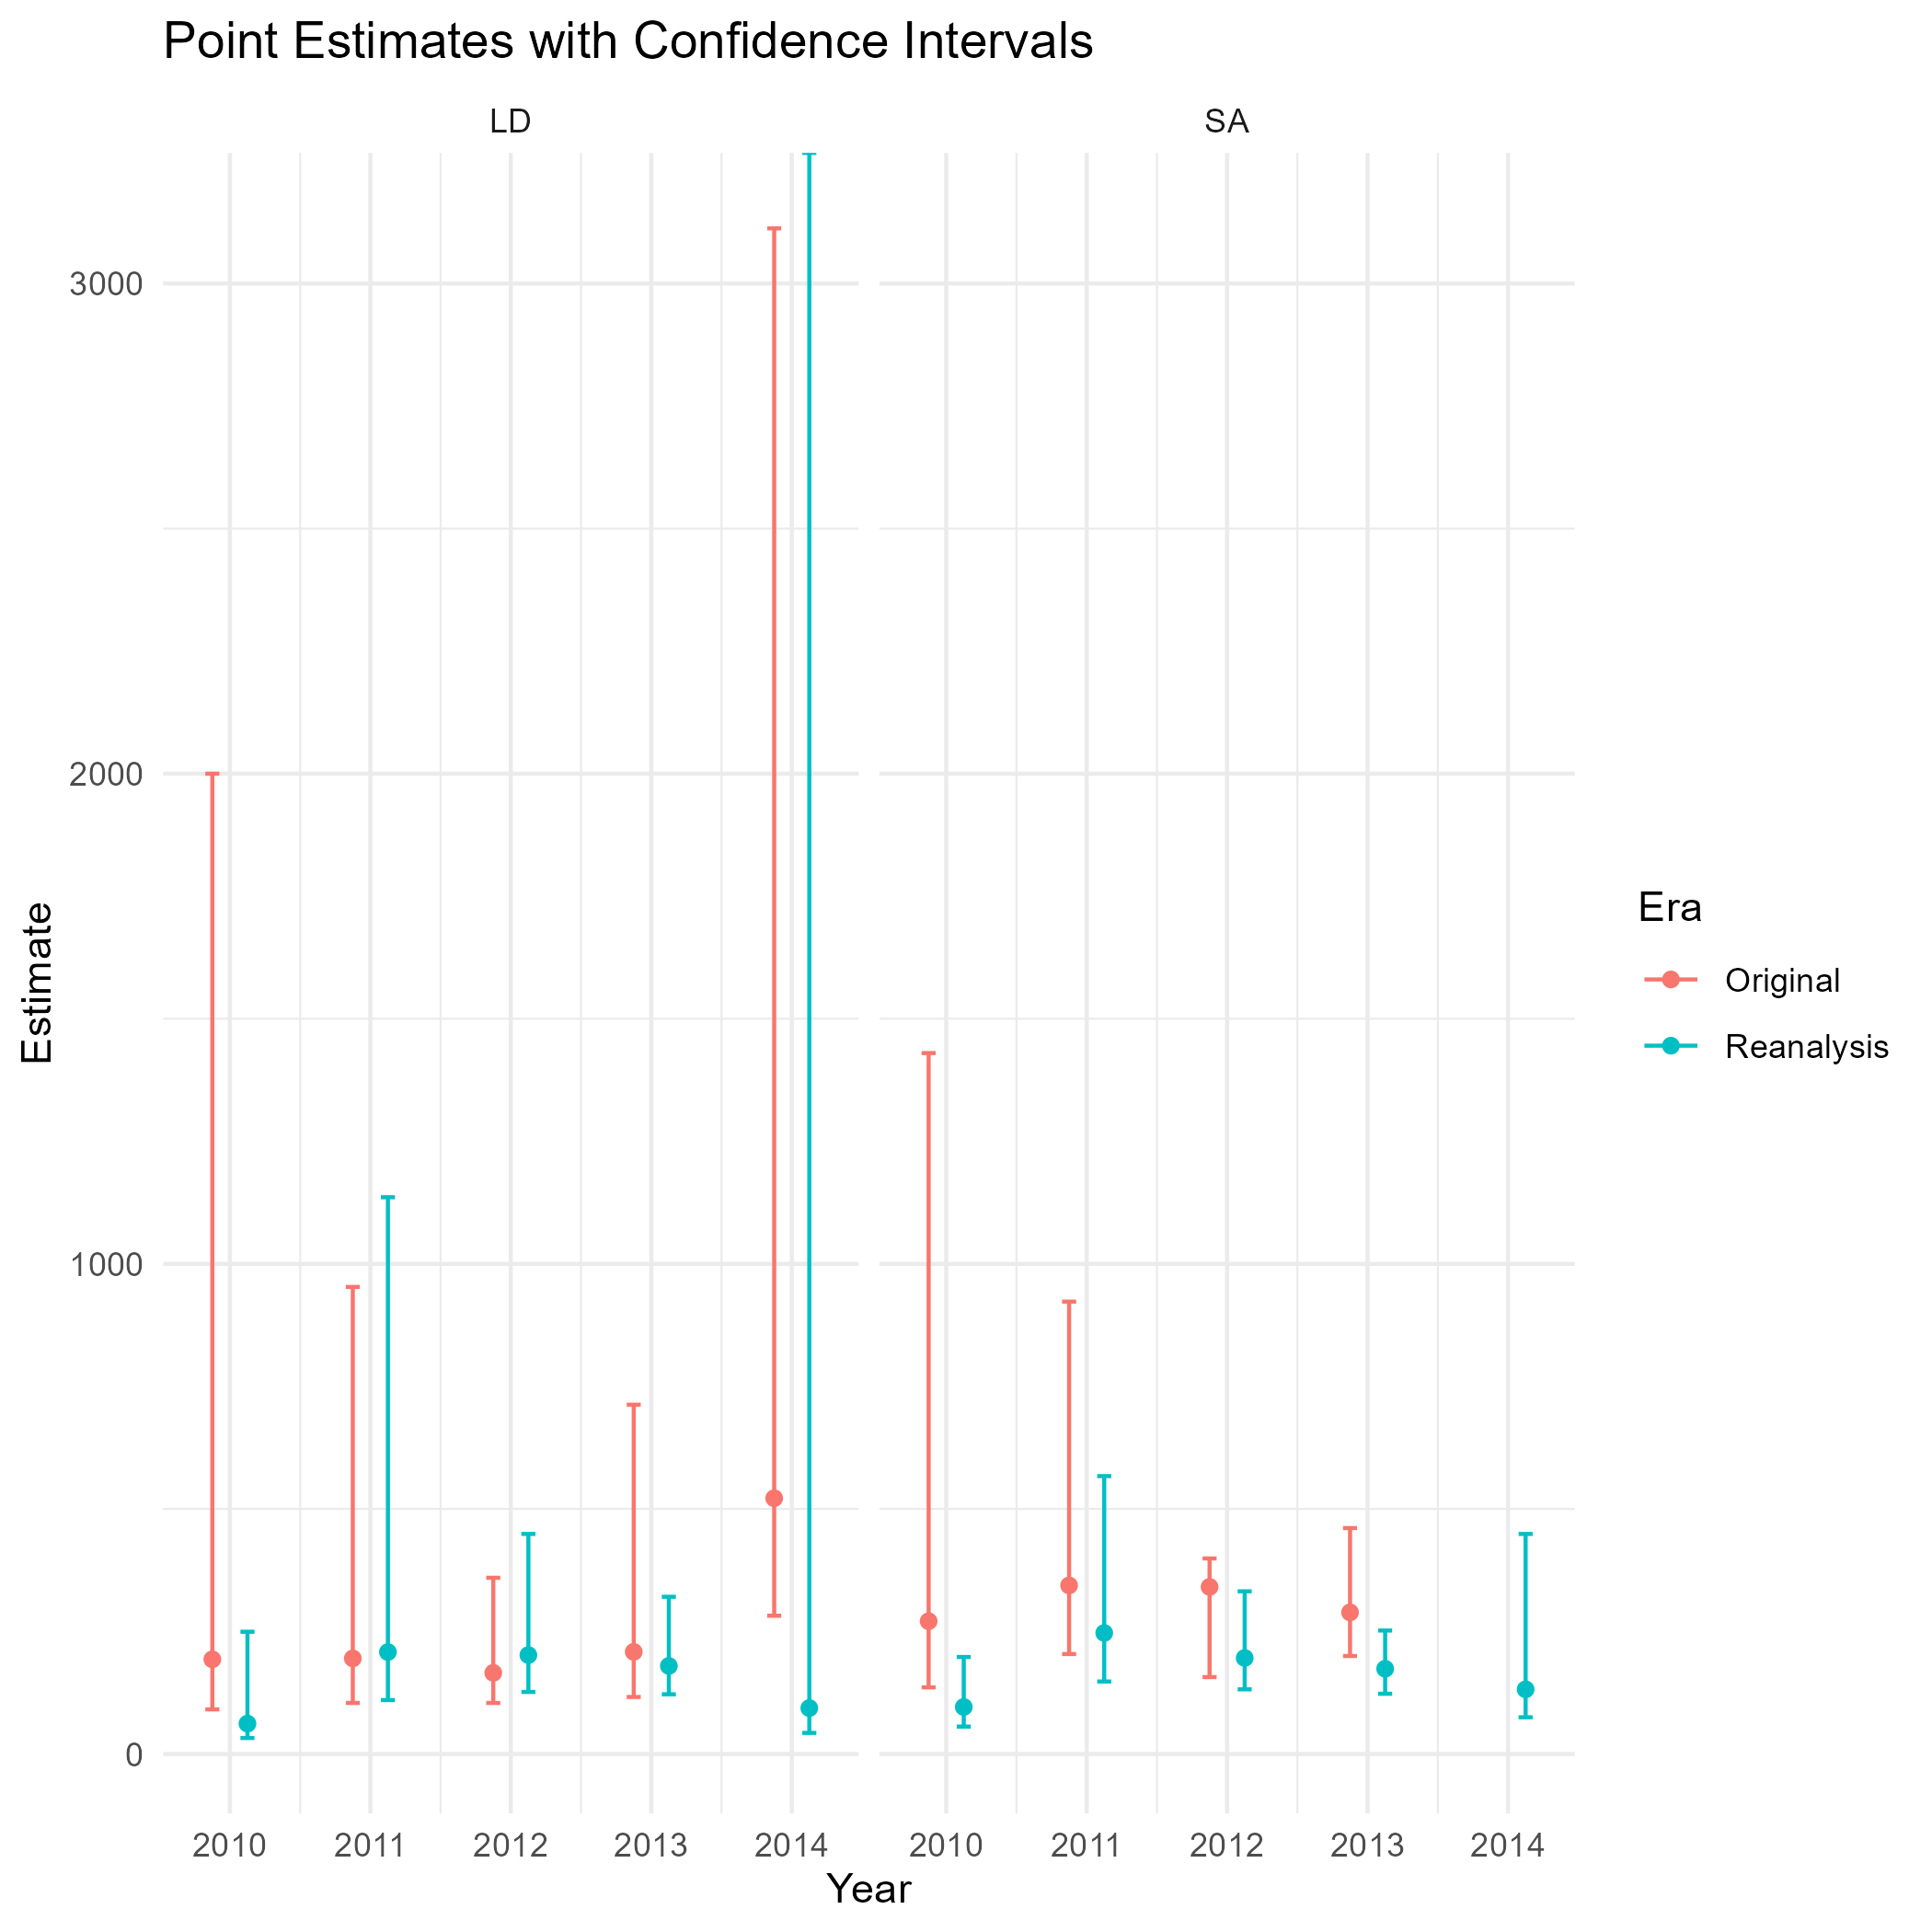 Point Estimates with Confidence Intervals
LD
SA
3000
2000
1000
0
Estimate
2010 2011 2012 2013 2014
2010 2011 2012 2013 2014
Year
Era
Original
Reanalysis